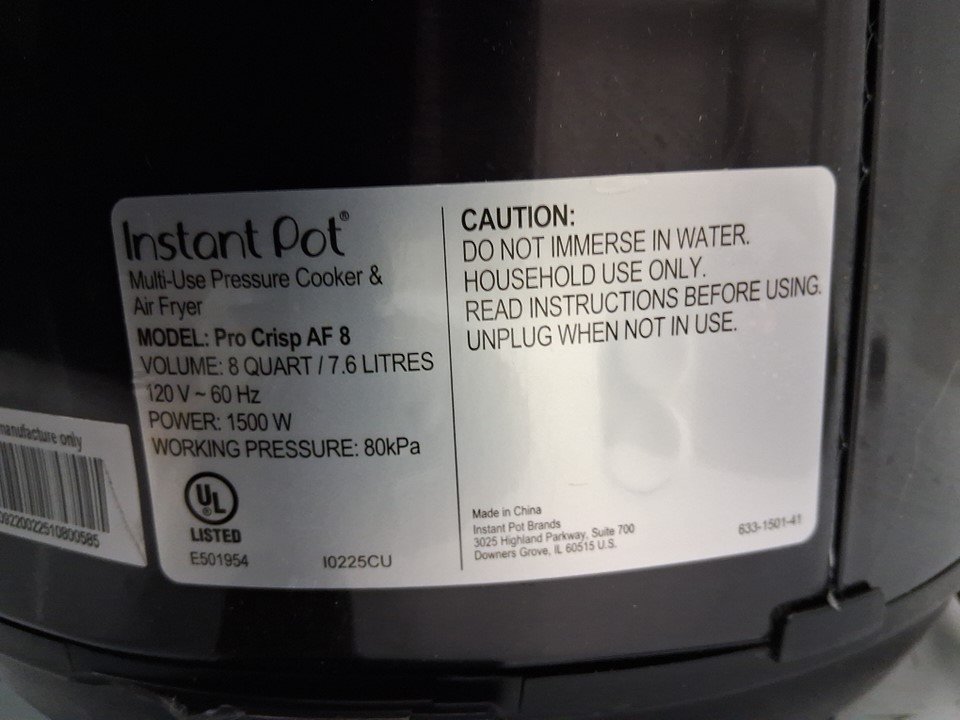 Instant Pot®
Multi-Use Pressure Cooker &
Air Fryer
MODEL: Pro Crisp AF 8
VOLUME: 8 QUART / 7.6 LITRES
120 V ~ 60 Hz
POWER: 1500 W
WORKING PRESSURE: 80kPa
UL
LISTED
E501954 I0225CU
CAUTION:
DO NOT IMMERSE IN WATER.
HOUSEHOLD USE ONLY.
READ INSTRUCTIONS BEFORE USING.
UNPLUG WHEN NOT IN USE.
Made in China
Instant Pot Brands
3025 Highland Parkway, Suite 700
Downers Grove, IL 60515 U.S.
633-1501-41
manufacture only